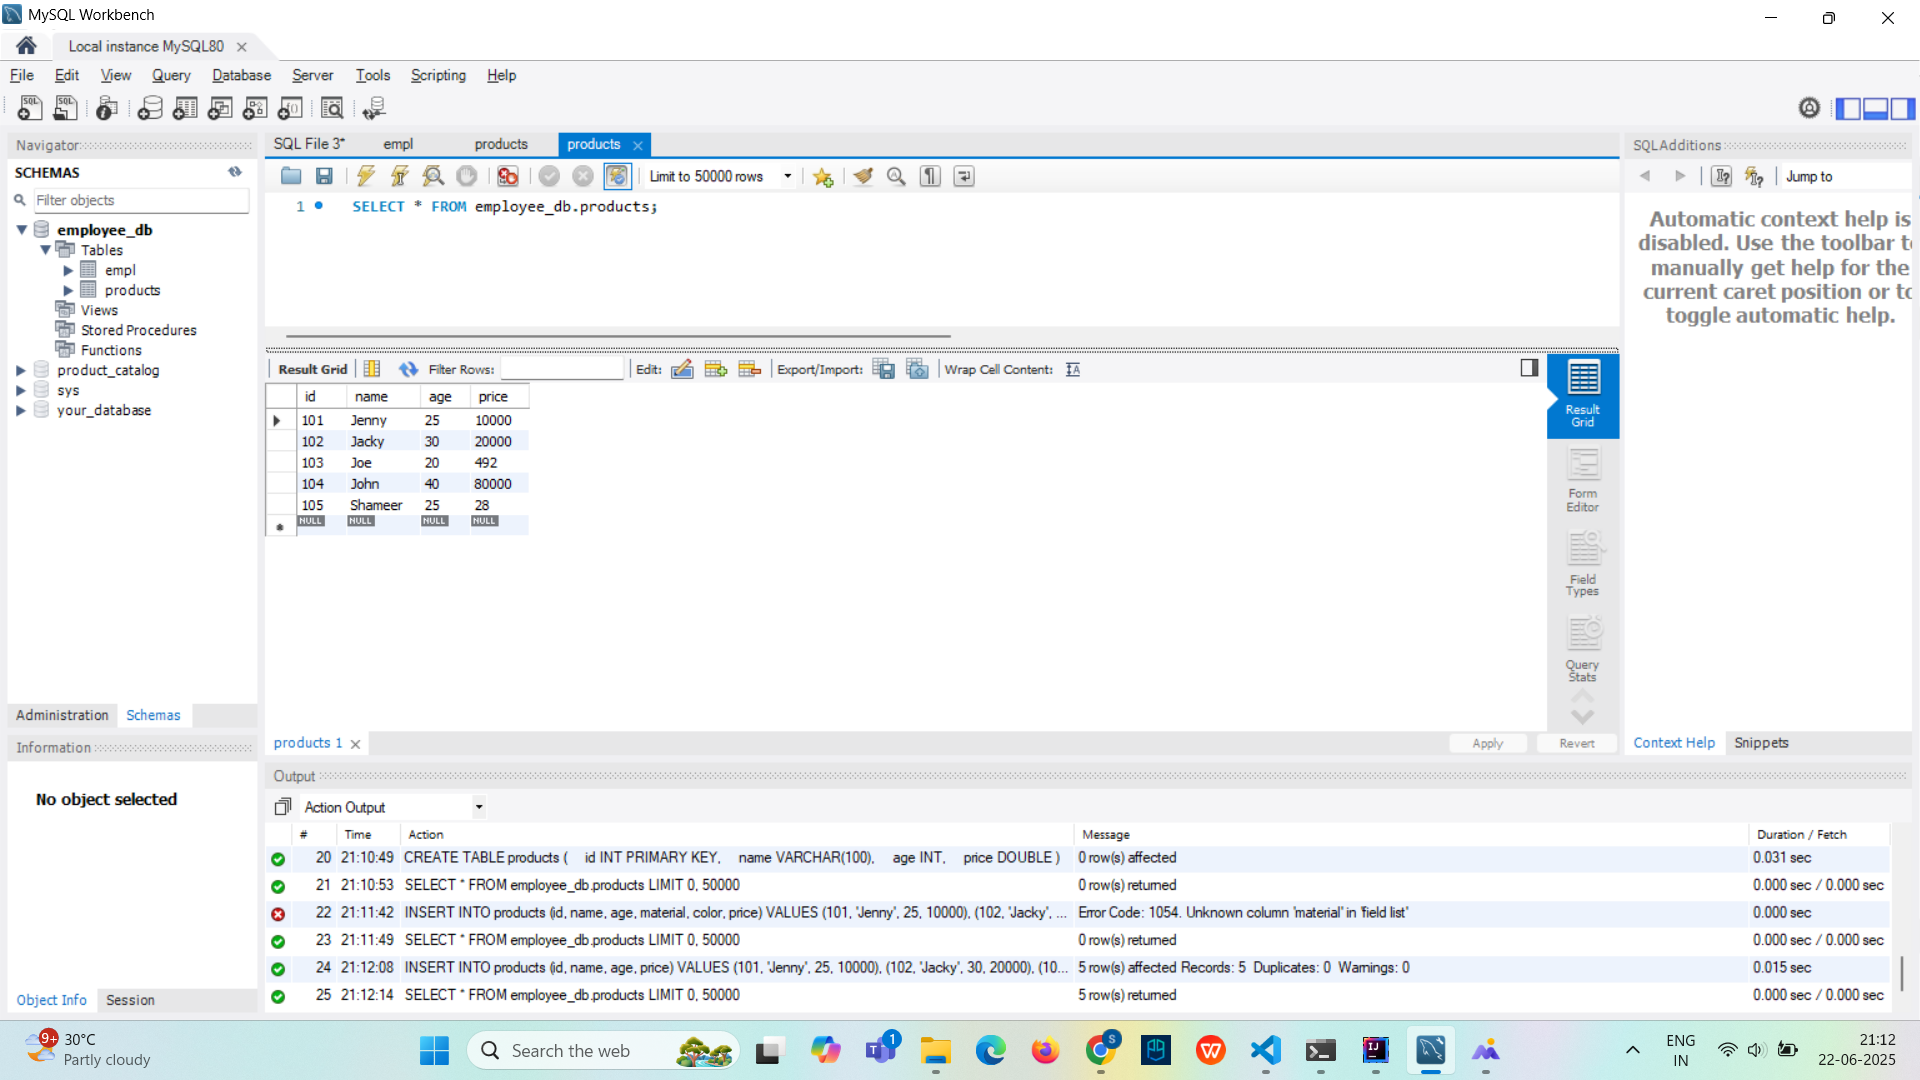 MySQL Workbench
Local instance MySQL80
File Edit View Query Database Server Tools Scripting Help
Navigator
SCHEMAS
Filter objects
employee_db
Tables
empl
products
Views
Stored Procedures
Functions
product_catalog
sys
your_database
Administration Schemas
Information
No object selected
Object Info Session
SQL File 3* empl products products
Limit to 50000 rows
1 SELECT * FROM employee_db.products;
Result Grid Filter Rows: Edit: Export/Import: Wrap Cell Content:
id name age price
101 Jenny 25 10000
102 Jacky 30 20000
103 Joe 20 492
104 John 40 80000
105 Shameer 25 28
NULL NULL NULL NULL
Result
Grid
Form
Editor
Field
Types
Query
Stats
products 1
Apply Revert
SQLAdditions
Jump to
Automatic context help is
disabled. Use the toolbar t
manually get help for the
current caret position or to
toggle automatic help.
Context Help Snippets
Output
Action Output
# Time Action Message Duration / Fetch
20 21:10:49 CREATE TABLE products ( id INT PRIMARY KEY, name VARCHAR(100), age INT, price DOUBLE ) 0 row(s) affected 0.031 sec
21 21:10:53 SELECT * FROM employee_db.products LIMIT 0, 50000 0 row(s) returned 0.000 sec / 0.000 sec
22 21:11:42 INSERT INTO products (id, name, age, material, color, price) VALUES (101, 'Jenny', 25, 10000), (102, 'Jacky', ... Error Code: 1054. Unknown column 'material' in 'field list' 0.000 sec
23 21:11:49 SELECT * FROM employee_db.products LIMIT 0, 50000 0 row(s) returned 0.000 sec / 0.000 sec
24 21:12:08 INSERT INTO products (id, name, age, price) VALUES (101, 'Jenny', 25, 10000), (102, 'Jacky', 30, 20000), (10... 5 row(s) affected Records: 5 Duplicates: 0 Warnings: 0 0.015 sec
25 21:12:14 SELECT * FROM employee_db.products LIMIT 0, 50000 5 row(s) returned 0.000 sec / 0.000 sec
9+
30°C
Partly cloudy
Search the web
1
S
ENG
IN
21:12
22-06-2025